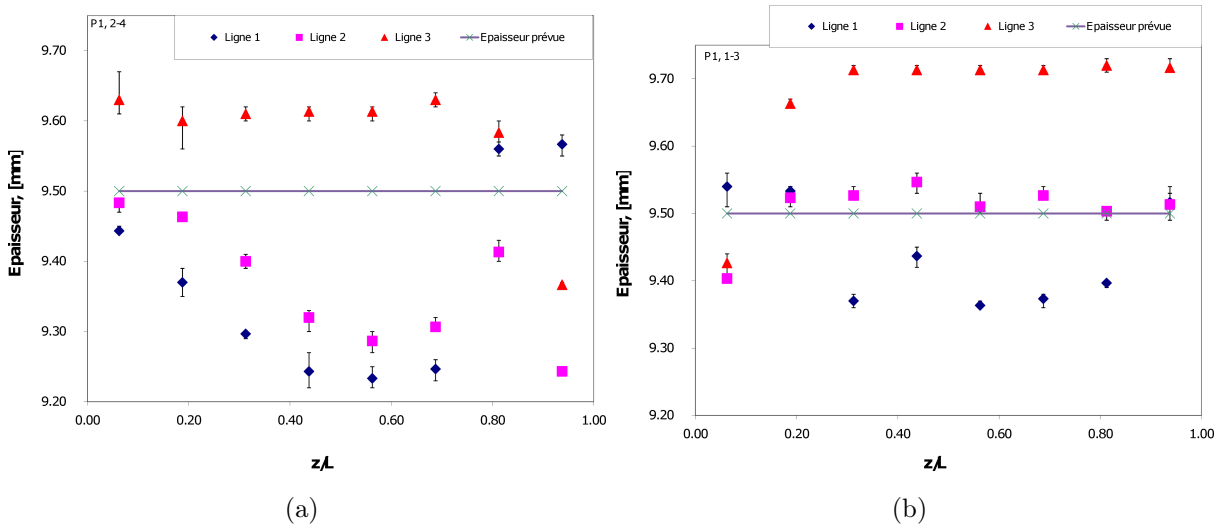 P1, 2-4
Ligne 1 Ligne 2 Ligne 3 Epaisseur prévue
9.70
9.60
9.50
9.40
9.30
9.20
Epaisseur, [mm]
0.00 0.20 0.40 0.60 0.80 1.00
z/L
(a)
Ligne 1 Ligne 2 Ligne 3 Epaisseur prévue
P1, 1-3
9.70
9.60
9.50
9.40
9.30
9.20
Epaisseur, [mm]
0.00 0.20 0.40 0.60 0.80 1.00
z/L
(b)